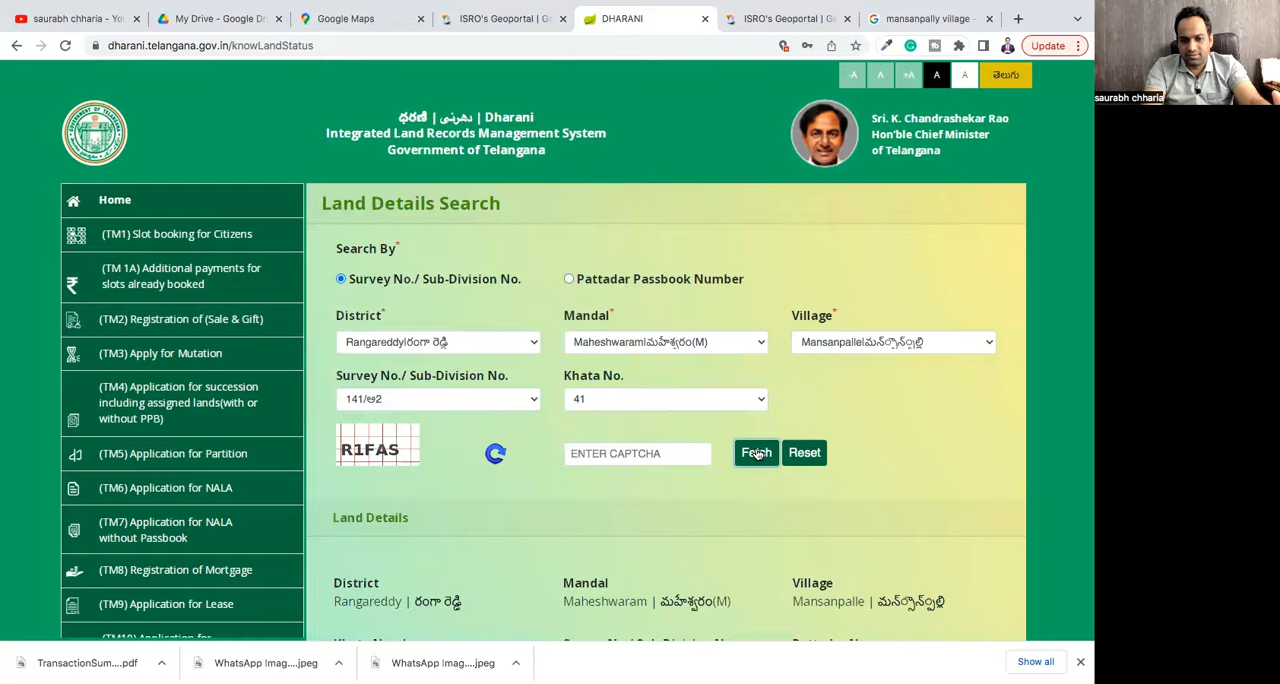 saurabh chharia - You
My Drive - Google Dr
Google Maps
ISRO's Geoportal | Ga
DHARANI
ISRO's Geoportal | Ga
mansanpally village -
dharani.telangana.gov.in/knowLandStatus
Update
saurabh chharia
-A A +A A A తెలుగు
ధరణి | دھرنی | Dharani
Integrated Land Records Management System
Government of Telangana
Sri. K. Chandrashekar Rao
Hon'ble Chief Minister
of Telangana
Home
(TM1) Slot booking for Citizens
(TM 1A) Additional payments for
slots already booked
(TM2) Registration of (Sale & Gift)
(TM3) Apply for Mutation
(TM4) Application for succession
including assigned lands(with or
without PPB)
(TM5) Application for Partition
(TM6) Application for NALA
(TM7) Application for NALA
without Passbook
(TM8) Registration of Mortgage
(TM9) Application for Lease
Land Details Search
Search By*
Survey No./ Sub-Division No.
Pattadar Passbook Number
District* Mandal* Village*
Rangareddy|రంగా రెడ్డి
Maheshwaram|మహేశ్వరం(M)
Mansanpalle|మన్సాన్పల్లి
Survey No./ Sub-Division No. Khata No.
141/ఆ2 41
R1FAS ENTER CAPTCHA Fetch Reset
Land Details
District Mandal Village
Rangareddy | రంగా రెడ్డి
Maheshwaram | మహేశ్వరం(M)
Mansanpalle | మన్సాన్పల్లి
TransactionSum....pdf
WhatsApp Imag....jpeg
WhatsApp Imag....jpeg
Show all